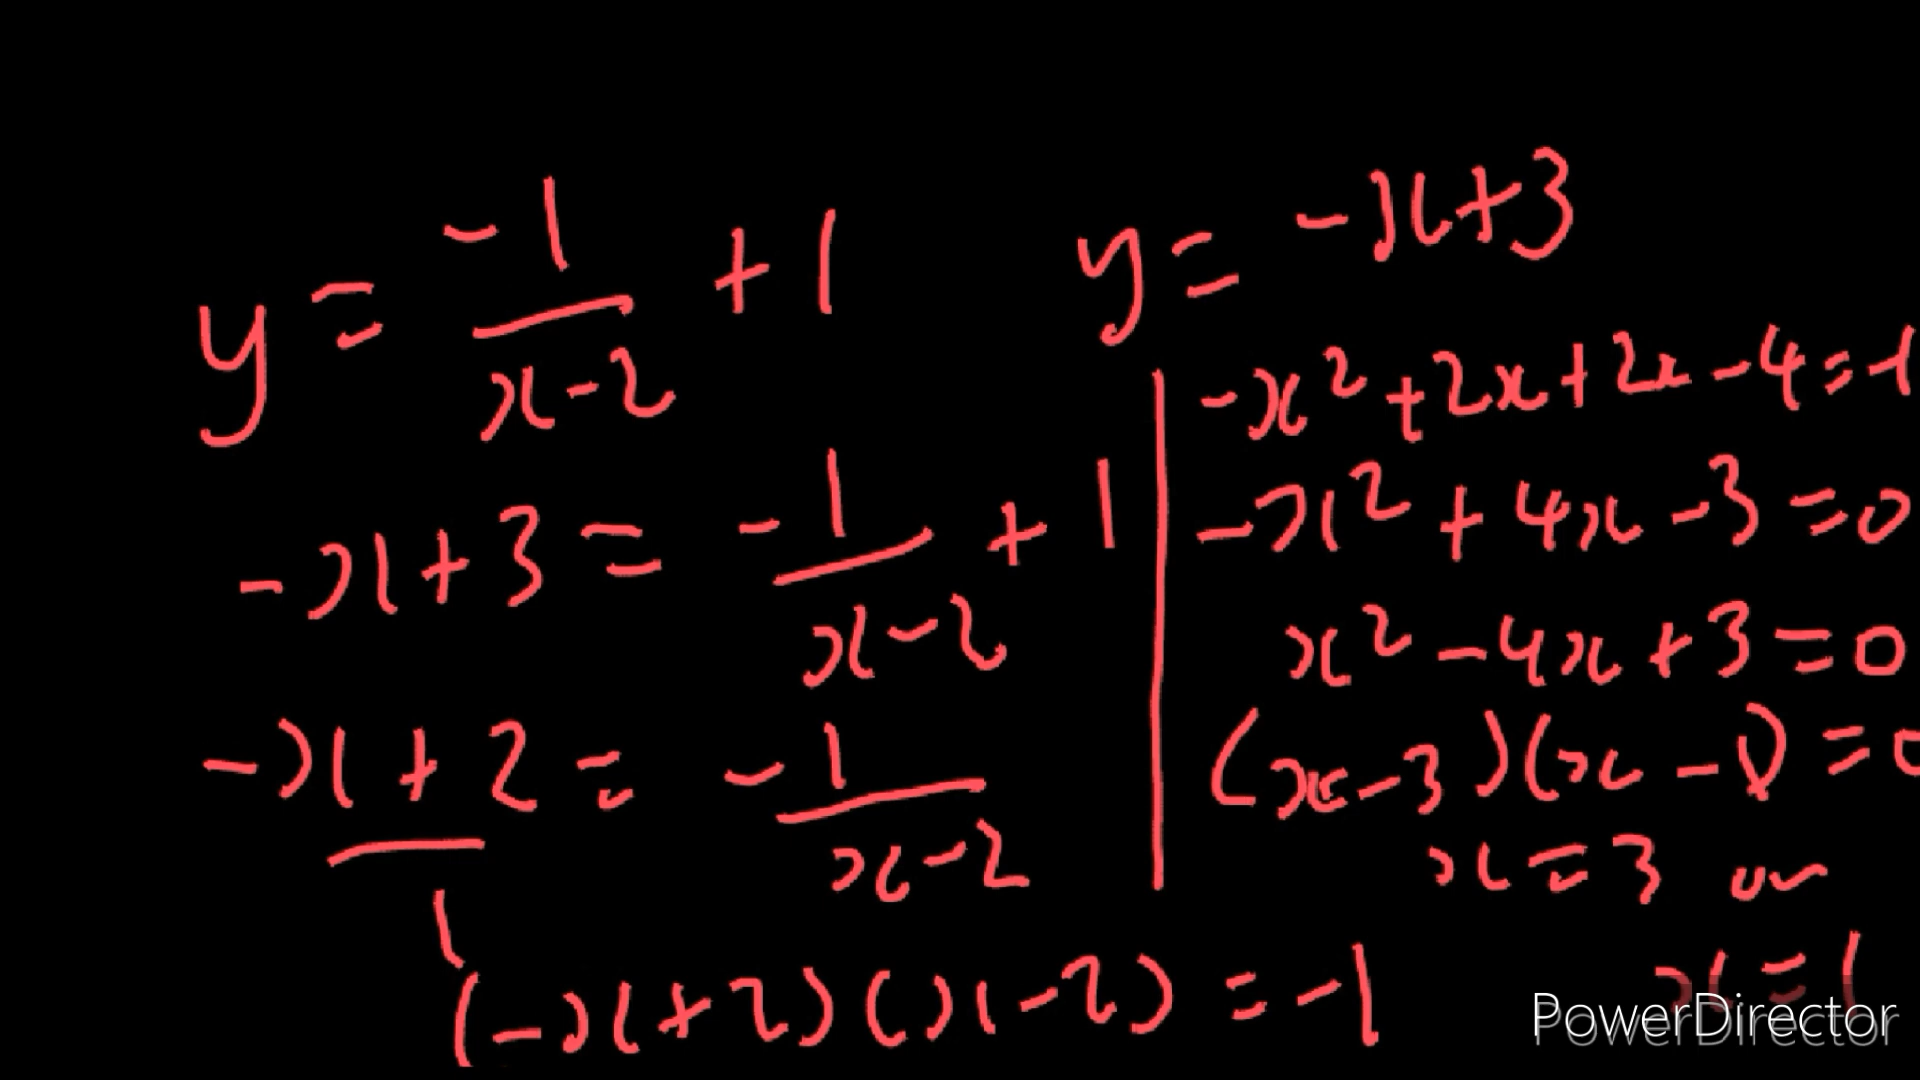 y = -1/(x-2) + 1
y = -x+3
-x+3 = -1/(x-2) + 1
(-x+2)/1 = -1/(x-2)
(-x+2)(x-2) = -1
-x²+2x+2x-4=-1
-x²+4x-3=0
x²-4x+3=0
(x-3)(x-1)=0
x=3 or
x=1
PowerDirector